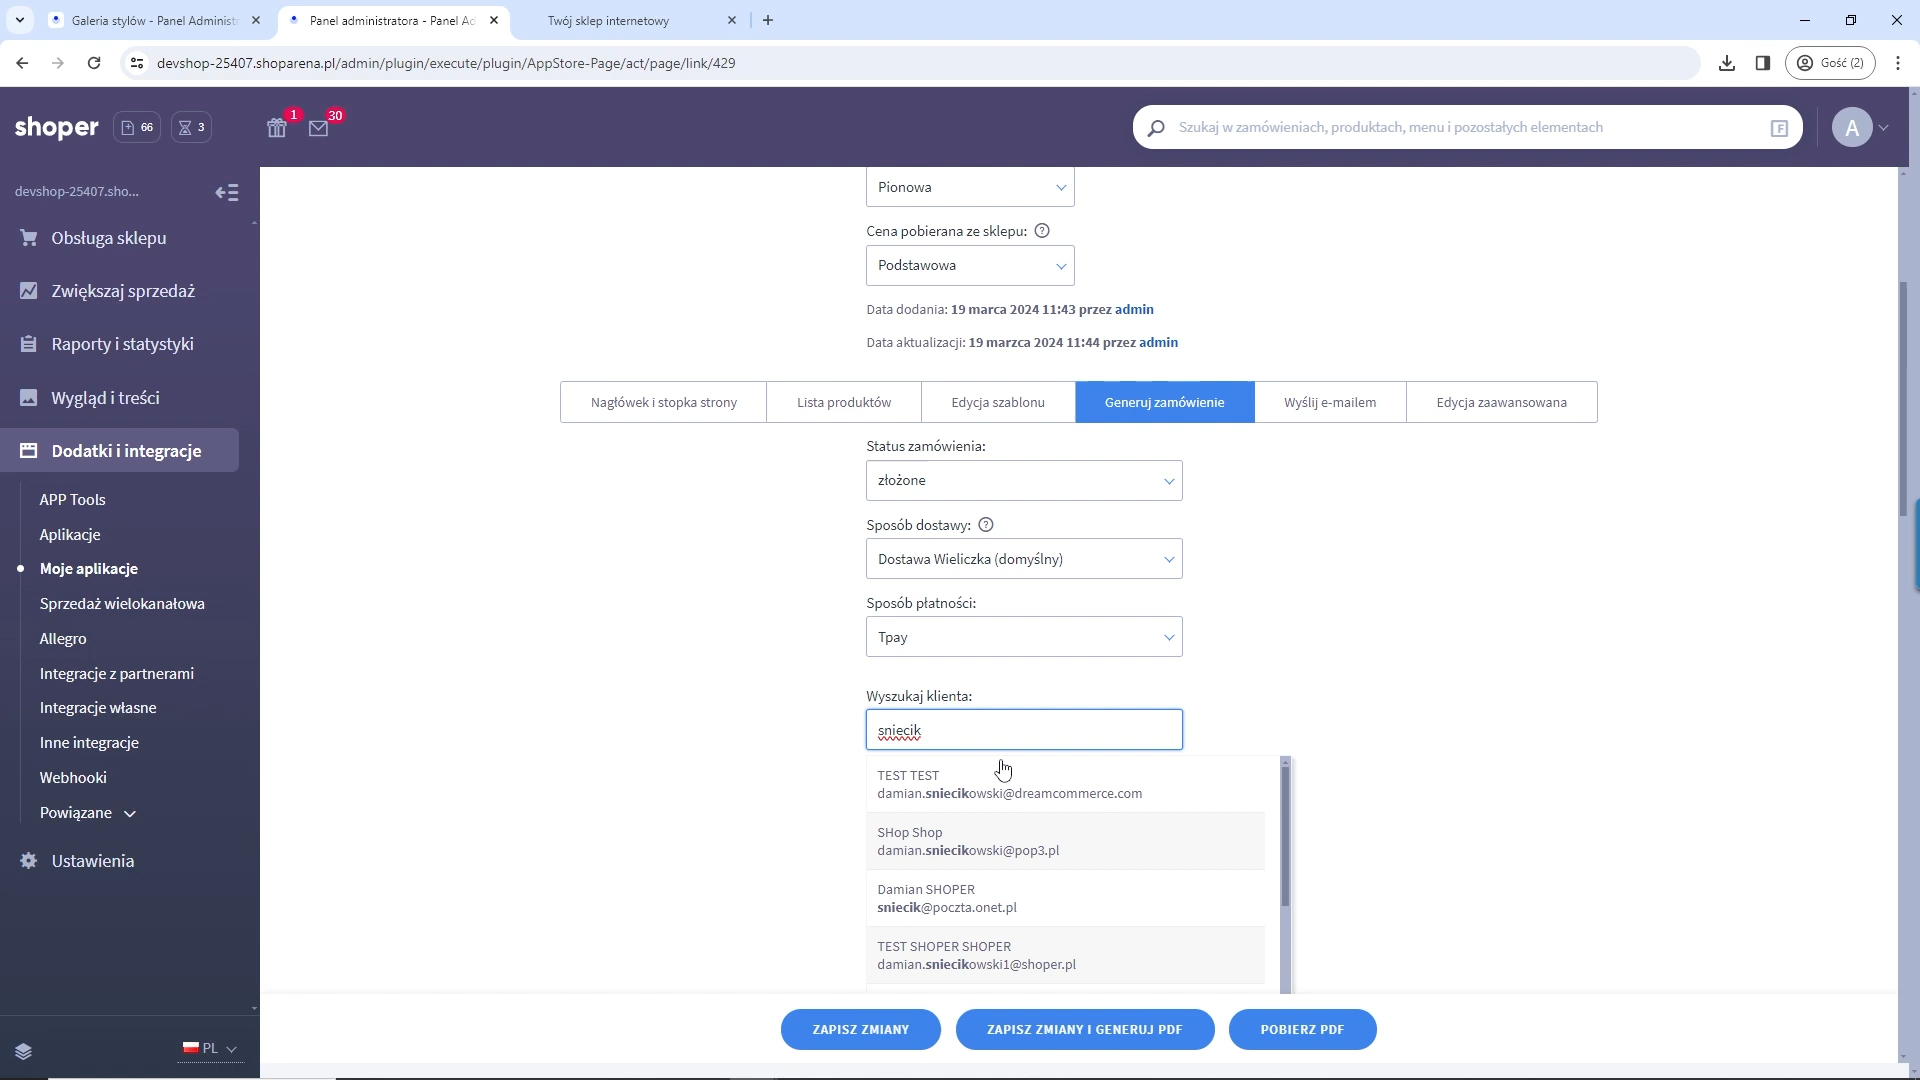 Galeria stylów - Panel Administr
Panel administratora - Panel Ad
Twój sklep internetowy
devshop-25407.shoparena.pl/admin/plugin/execute/plugin/AppStore-Page/act/page/link/429
Gość (2)
shoper
66
3
1
30
Szukaj w zamówieniach, produktach, menu i pozostałych elementach
F
A
devshop-25407.sho...
Obsługa sklepu
Zwiększaj sprzedaż
Raporty i statystyki
Wygląd i treści
Dodatki i integracje
APP Tools
Aplikacje
Moje aplikacje
Sprzedaż wielokanałowa
Allegro
Integracje z partnerami
Integracje własne
Inne integracje
Webhooki
Powiązane
Ustawienia
PL
Pionowa
Cena pobierana ze sklepu: ?
Podstawowa
Data dodania: 19 marca 2024 11:43 przez admin
Data aktualizacji: 19 marzca 2024 11:44 przez admin
Nagłówek i stopka strony
Lista produktów
Edycja szablonu
Generuj zamówienie
Wyślij e-mailem
Edycja zaawansowana
Status zamówienia:
złożone
Sposób dostawy: ?
Dostawa Wieliczka (domyślny)
Sposób płatności:
Tpay
Wyszukaj klienta:
sniecik
TEST TEST
damian.sniecikowski@dreamcommerce.com
SHop Shop
damian.sniecikowski@pop3.pl
Damian SHOPER
sniecik@poczta.onet.pl
TEST SHOPER SHOPER
damian.sniecikowski1@shoper.pl
ZAPISZ ZMIANY
ZAPISZ ZMIANY I GENERUJ PDF
POBIERZ PDF